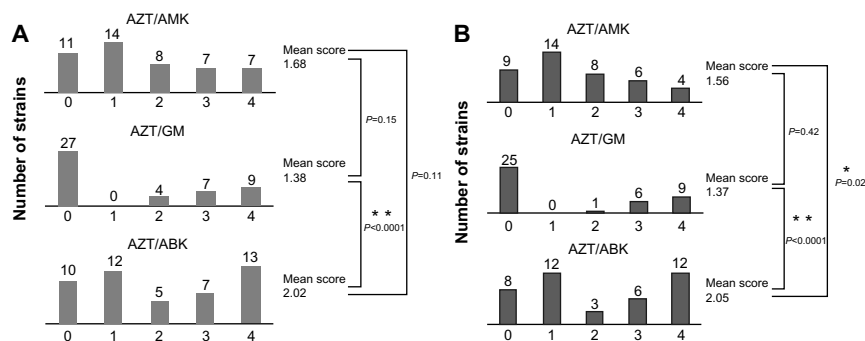 A
Number of strains
AZT/AMK
11 14 8 7 7
0 1 2 3 4
Mean score
1.68
P=0.15
AZT/GM
27 0 4 7 9
0 1 2 3 4
Mean score
1.38
P=0.11
* *
P<0.0001
AZT/ABK
10 12 5 7 13
0 1 2 3 4
Mean score
2.02
B
Number of strains
AZT/AMK
9 14 8 6 4
0 1 2 3 4
Mean score
1.56
P=0.42
AZT/GM
25 0 1 6 9
0 1 2 3 4
Mean score
1.37
*
P=0.02
* *
P<0.0001
AZT/ABK
8 12 3 6 12
0 1 2 3 4
Mean score
2.05